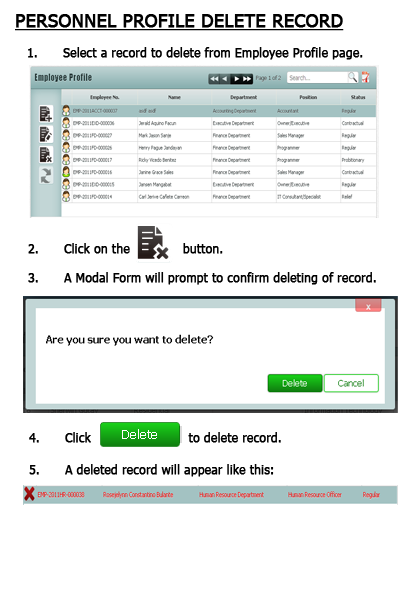 PERSONNEL PROFILE DELETE RECORD
1. Select a record to delete from Employee Profile page.
Employee Profile Page 1 of 2 Search...
Employee No. Name Department Position Status
EMP-2011ACCT-000037 asdf asdf Accounting Department Accountant Regular
EMP-2011EXD-000036 Jerald Aquino Pacun Executive Department Owner/Executive Contractual
EMP-2011FD-000027 Mark Jason Sanje Finance Department Sales Manager Regular
EMP-2011FD-000026 Henry Pague Jandayan Finance Department Programmer Regular
EMP-2011FD-000017 Ricky Wosdo Benitez Finance Department Programmer Probitionary
EMP-2011FD-000016 Janine Grace Sales Finance Department Sales Manager Contractual
EMP-2011EXD-000015 Jansen Mangabat Executive Department Owner/Executive Regular
EMP-2011FD-000014 Carl Jerive Cañete Carreon Finance Department IT Consultant/Specialist Relief
2. Click on the button.
3. A Modal Form will prompt to confirm deleting of record.
x
Are you sure you want to delete?
Delete Cancel
4. Click Delete to delete record.
5. A deleted record will appear like this:
EMP-2011HR-000038 Rosejelynn Constantino Bulante Human Resource Department Human Resource Officer Regular